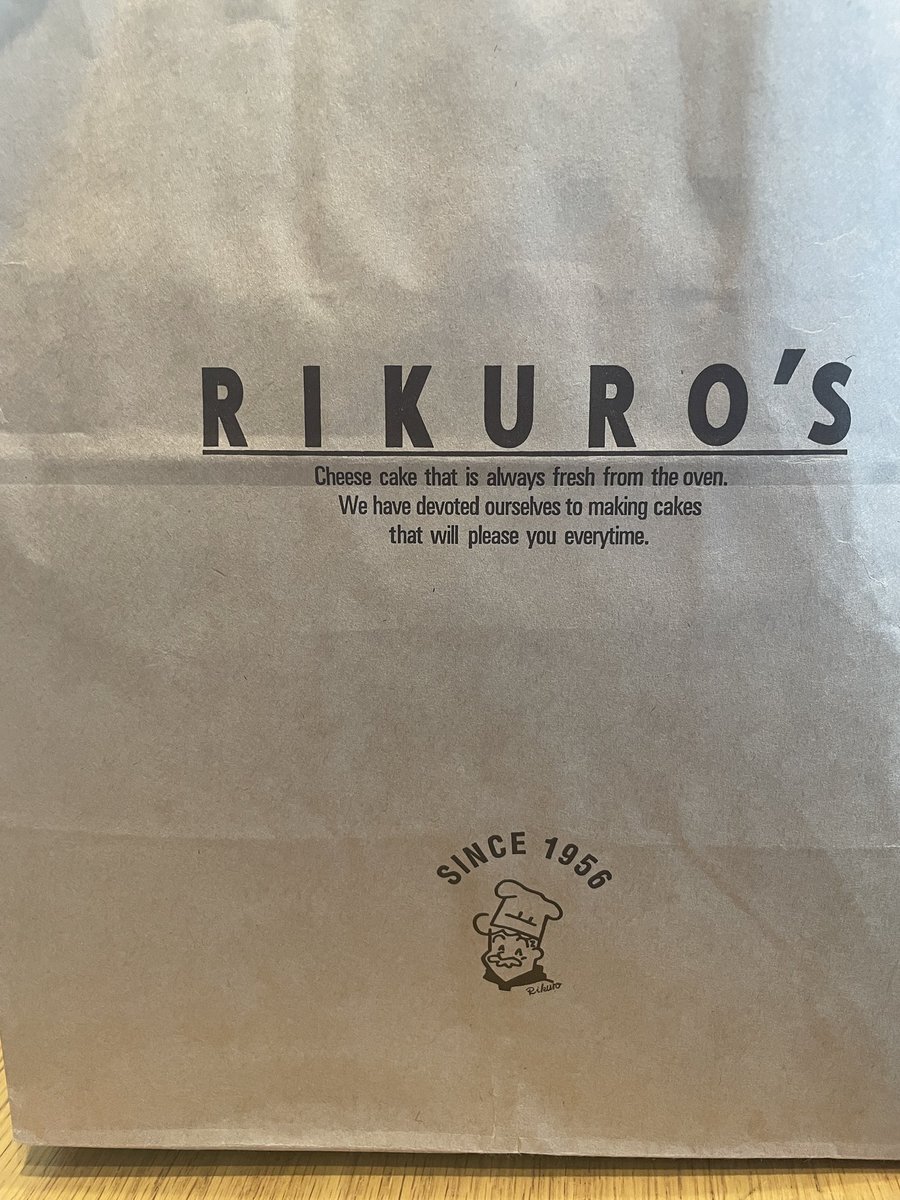 RIKURO'S
Cheese cake that is always fresh from the oven.
We have devoted ourselves to making cakes
that will please you everytime.
SINCE 1956
Rikuro